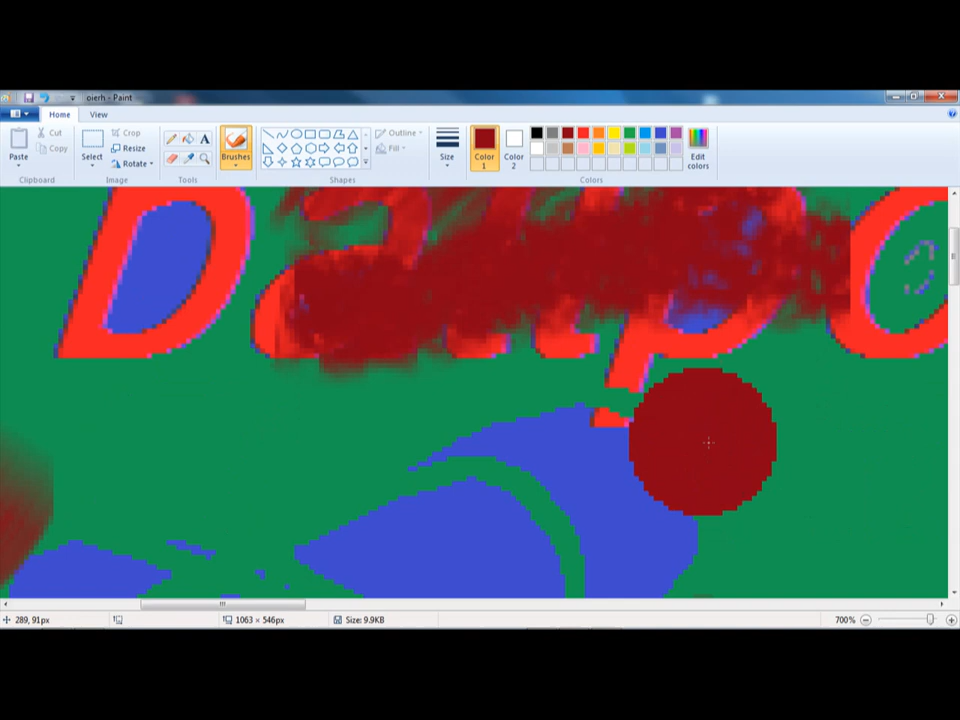 oierh - Paint
Home View
Paste
Cut
Copy
Select
Crop
Resize
Rotate
Brushes
Outline
Fill
Size
Color 1
Color 2
Edit colors
Clipboard Image Tools Shapes Colors
289, 91px 1063 × 546px Size: 9.9KB 700%